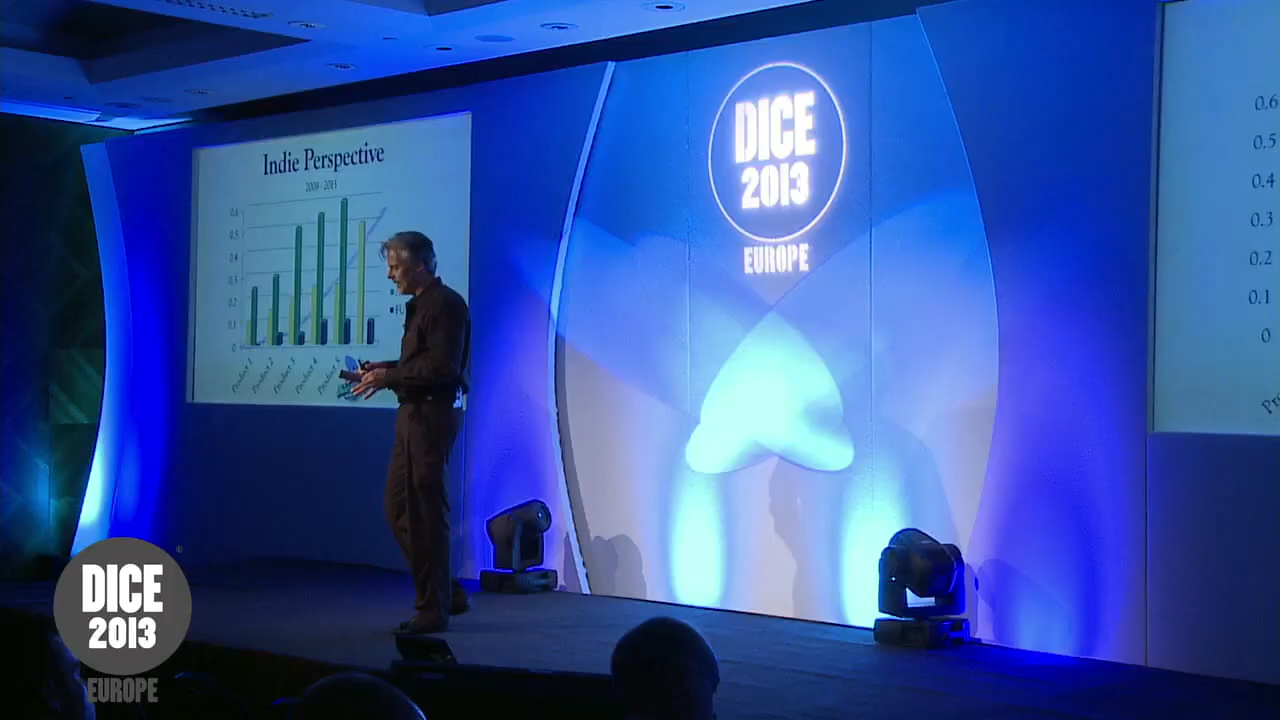 Indie Perspective
2008 - 2013
0.6
0.5
0.4
0.3
0.2
0.1
0
Product 1
Product 2
Product 3
Product 4
Product 5
DICE
2013
EUROPE
0.6
0.5
0.4
0.3
0.2
0.1
0
DICE
2013
EUROPE